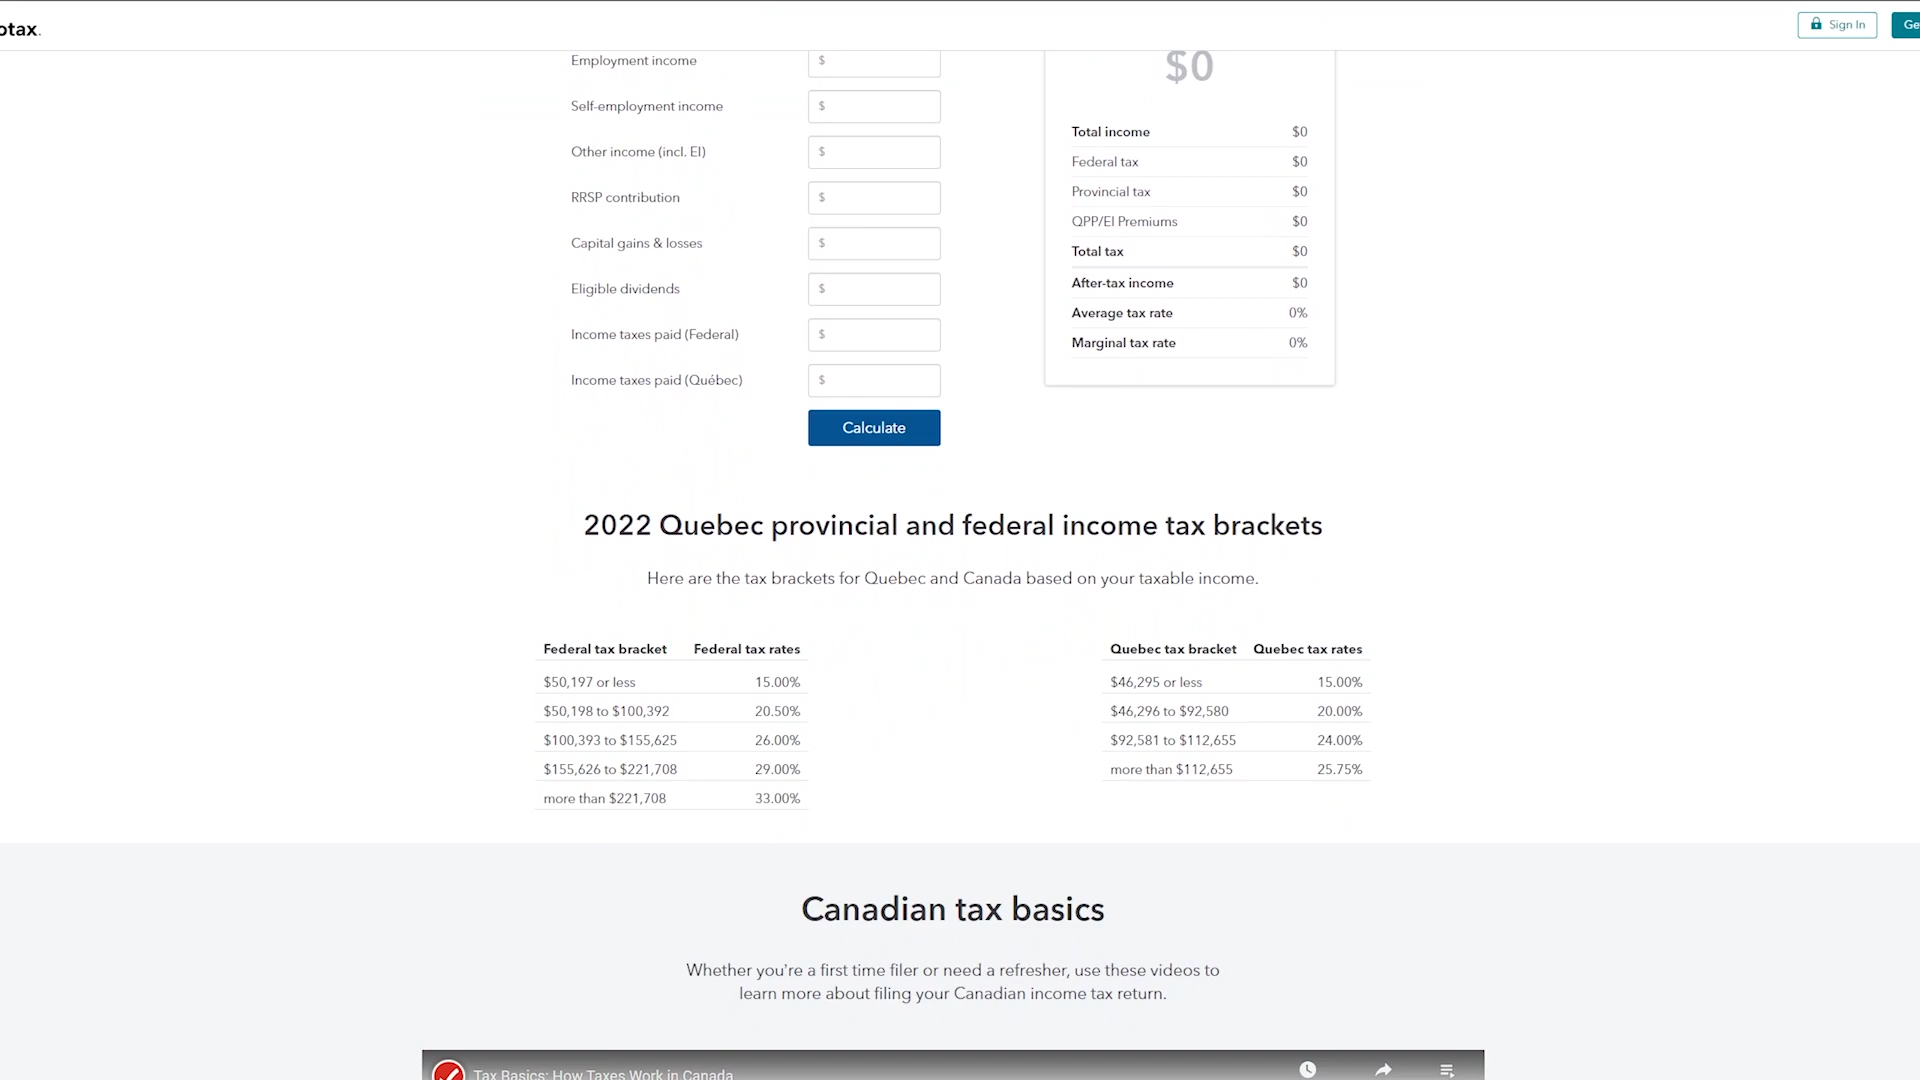 otax.
Sign In
Ge
Employment income $
Self-employment income $
Other income (incl. EI) $
RRSP contribution $
Capital gains & losses $
Eligible dividends $
Income taxes paid (Federal) $
Income taxes paid (Québec) $
Calculate
$0
Total income $0
Federal tax $0
Provincial tax $0
QPP/EI Premiums $0
Total tax $0
After-tax income $0
Average tax rate 0%
Marginal tax rate 0%
2022 Quebec provincial and federal income tax brackets
Here are the tax brackets for Quebec and Canada based on your taxable income.
Federal tax bracket Federal tax rates
$50,197 or less 15.00%
$50,198 to $100,392 20.50%
$100,393 to $155,625 26.00%
$155,626 to $221,708 29.00%
more than $221,708 33.00%
Quebec tax bracket Quebec tax rates
$46,295 or less 15.00%
$46,296 to $92,580 20.00%
$92,581 to $112,655 24.00%
more than $112,655 25.75%
Canadian tax basics
Whether you're a first time filer or need a refresher, use these videos to
learn more about filing your Canadian income tax return.
Tax Basics: How Taxes Work in Canada